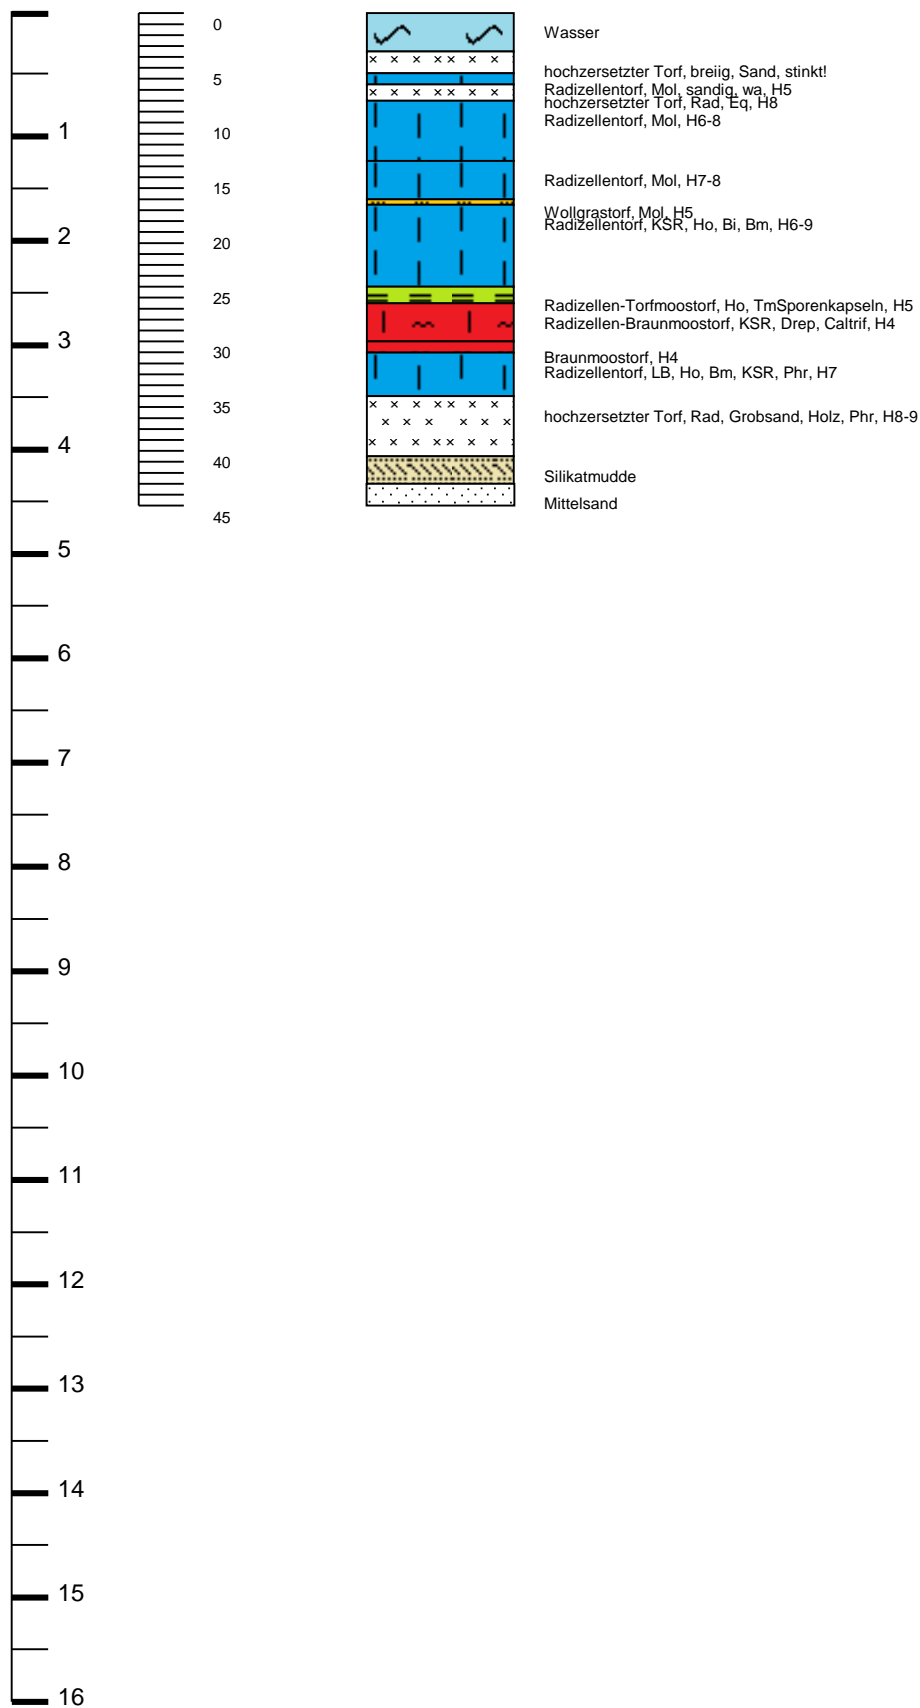 0
Wasser
hochzersetzter Torf, breiig, Sand, stinkt!
5
Radizellentorf, Mol, sandig, wa, H5
hochzersetzter Torf, Rad, Eq, H8
Radizellentorf, Mol, H6-8
1
10
Radizellentorf, Mol, H7-8
15
Wollgrastorf, Mol, H5
Radizellentorf, KSR, Ho, Bi, Bm, H6-9
2
20
25
Radizellen-Torfmoostorf, Ho, TmSporenkapseln, H5
Radizellen-Braunmoostorf, KSR, Drep, Caltrif, H4
3
30
Braunmoostorf, H4
Radizellentorf, LB, Ho, Bm, KSR, Phr, H7
35
hochzersetzter Torf, Rad, Grobsand, Holz, Phr, H8-9
4
40
Silikatmudde
Mittelsand
45
5
6
7
8
9
10
11
12
13
14
15
16